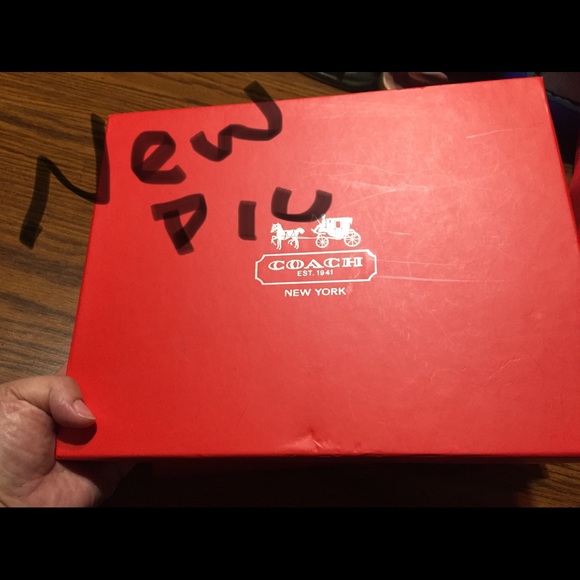 New
PIC
COACH
EST. 1941
NEW YORK